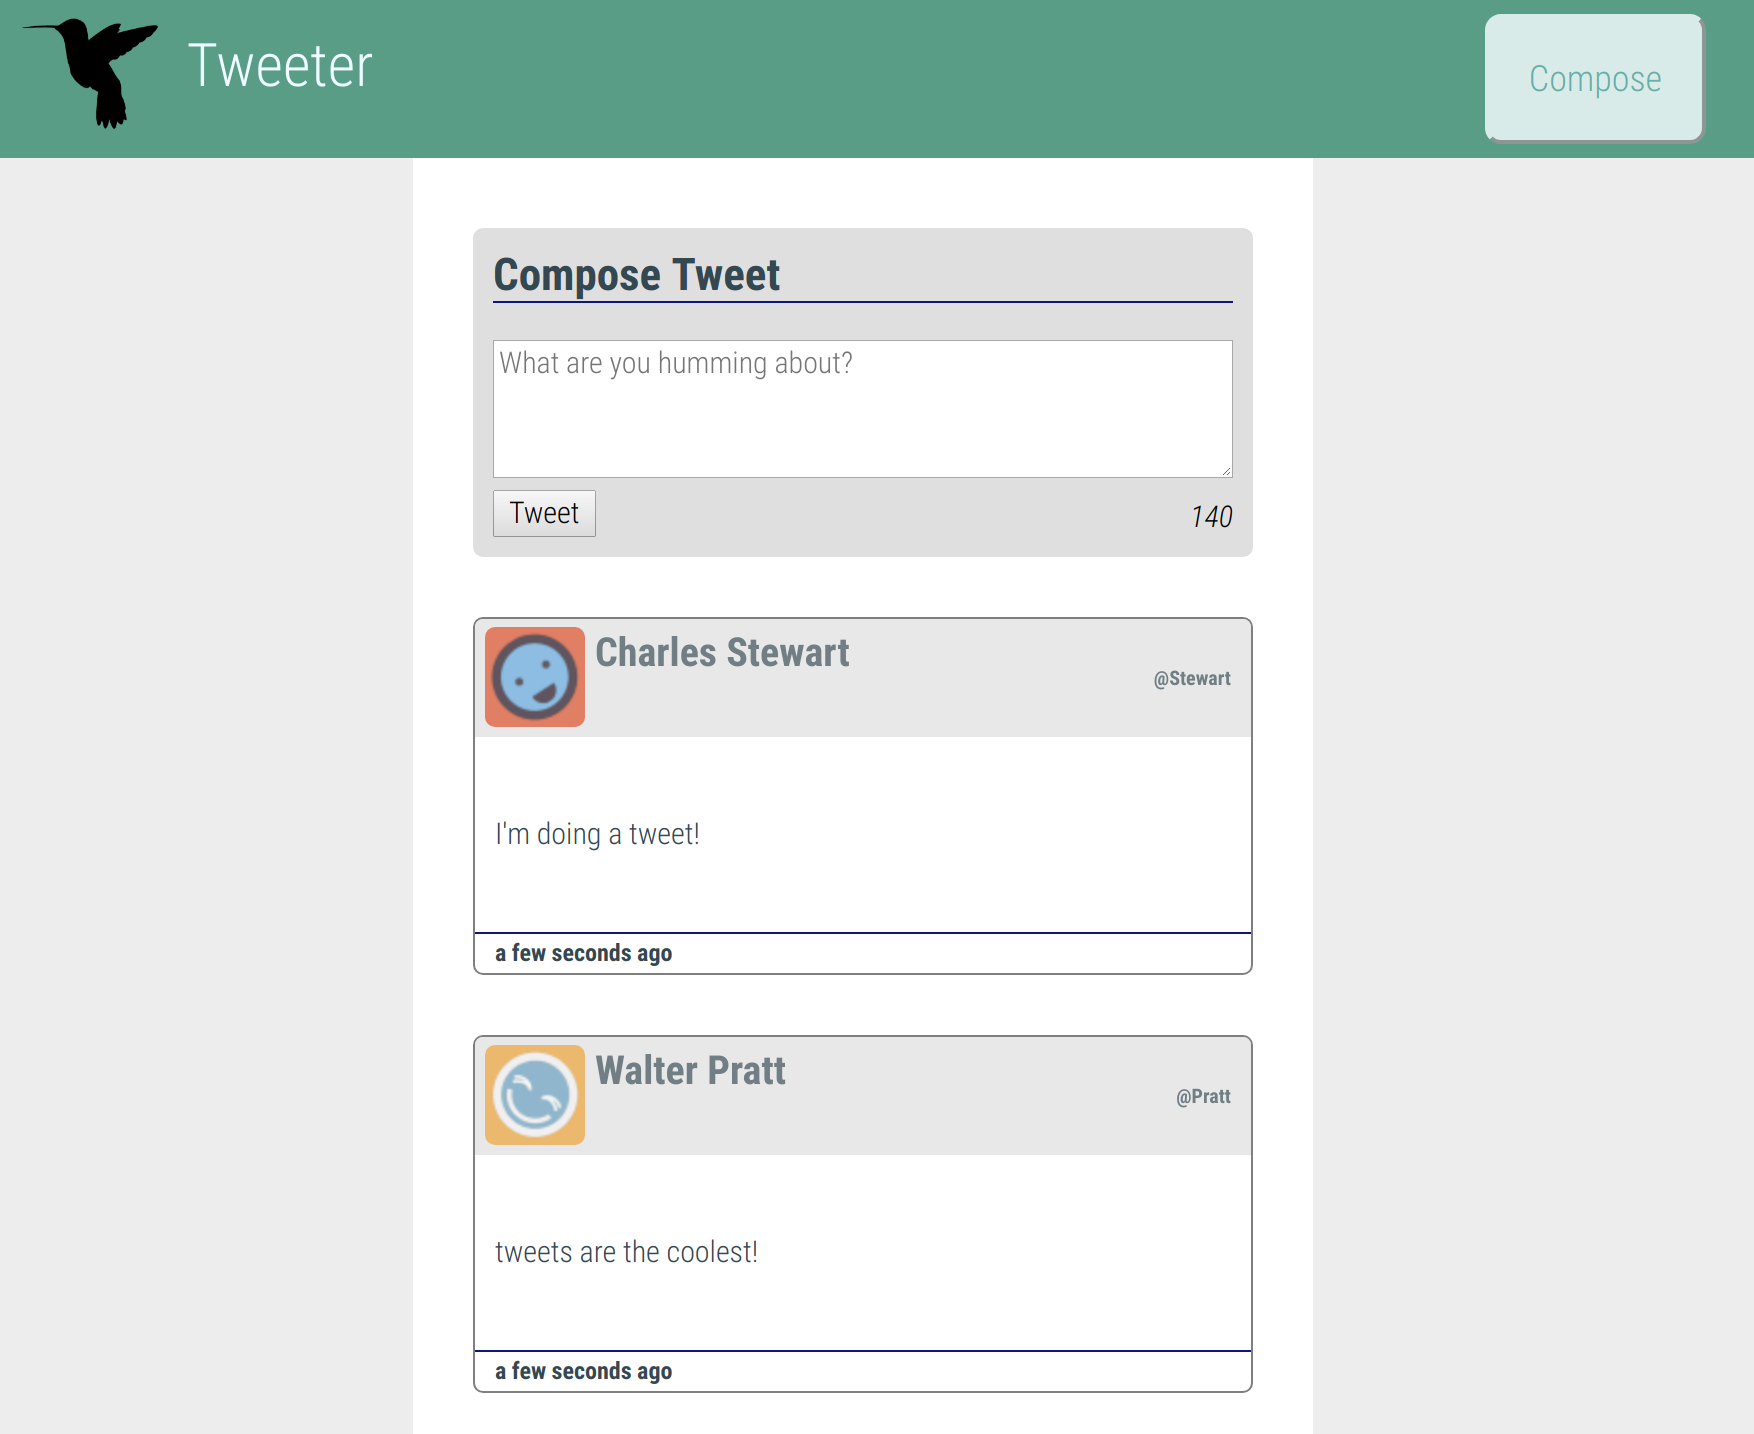 Tweeter
Compose
Compose Tweet
What are you humming about?
Tweet
140
Charles Stewart
@Stewart
I'm doing a tweet!
a few seconds ago
Walter Pratt
@Pratt
tweets are the coolest!
a few seconds ago